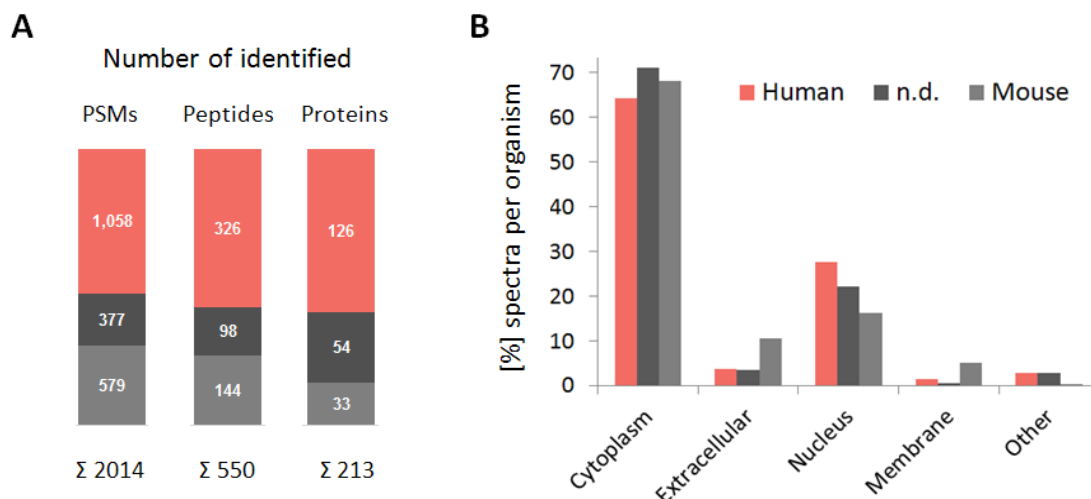 A
Number of identified
PSMs Peptides Proteins
1,058 326 126
377 98 54
579 144 33
Σ 2014 Σ 550 Σ 213
B
[%] spectra per organism
70
60
50
40
30
20
10
0
Human n.d. Mouse
Cytoplasm
Extracellular
Nucleus
Membrane
Other